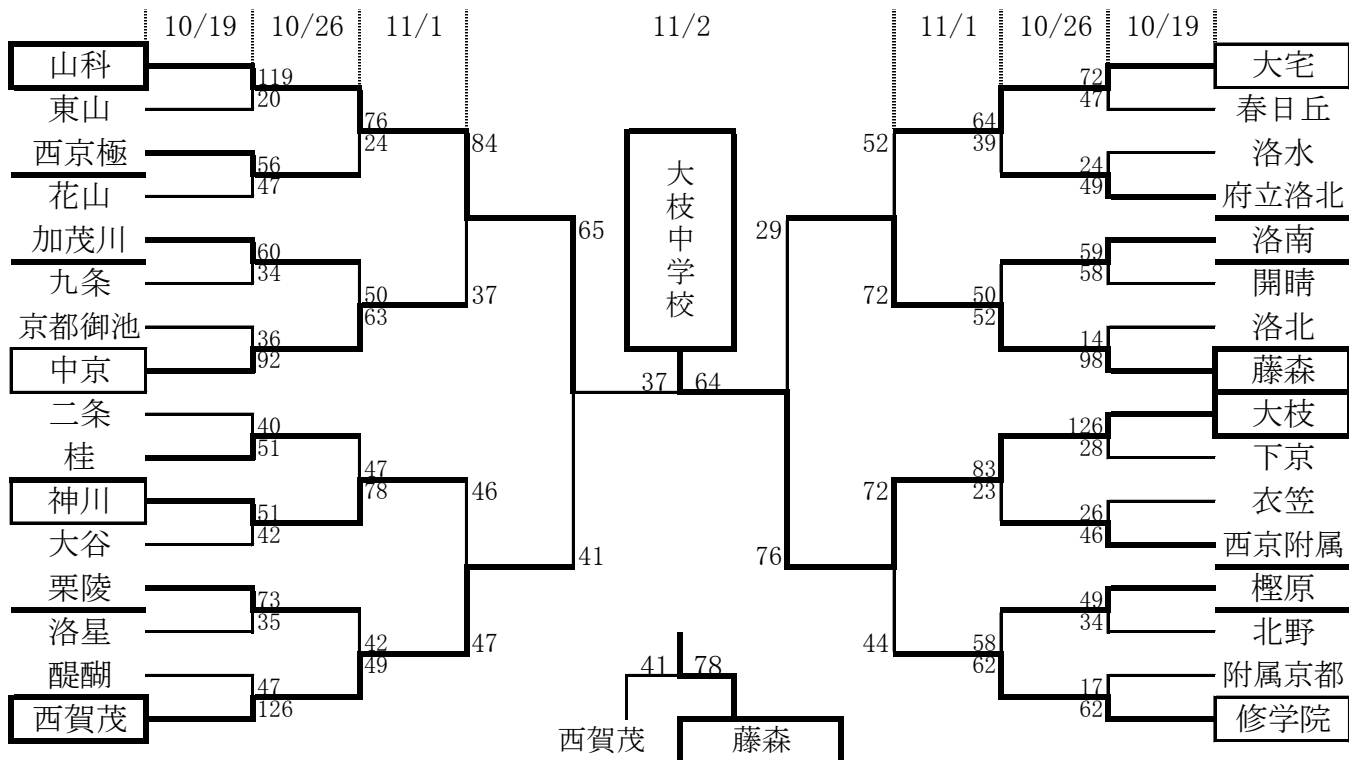 10/19 10/26 11/1 11/2 11/1 10/26 10/19
山科 119 72 大宅
東山 20 47 春日丘
76 84 52 64
24 39
西京極 56 24 洛水
花山 47 49 府立洛北
65 29
加茂川 60 59 洛南
九条 34 58 開晴
50 37 72 50
63 52
京都御池 36 14 洛北
中京 92 98 藤森
大枝中学校
37 64
二条 40 126 大枝
桂 51 28 下京
47 46 72 83
78 23
神川 51 26 衣笠
大谷 42 46 西京附属
41 76
栗陵 73 49 樫原
洛星 35 34 北野
42 47 44 58
49 62
41 78
醍醐 47 17 附属京都
西賀茂 126 62 修学院
西賀茂 藤森